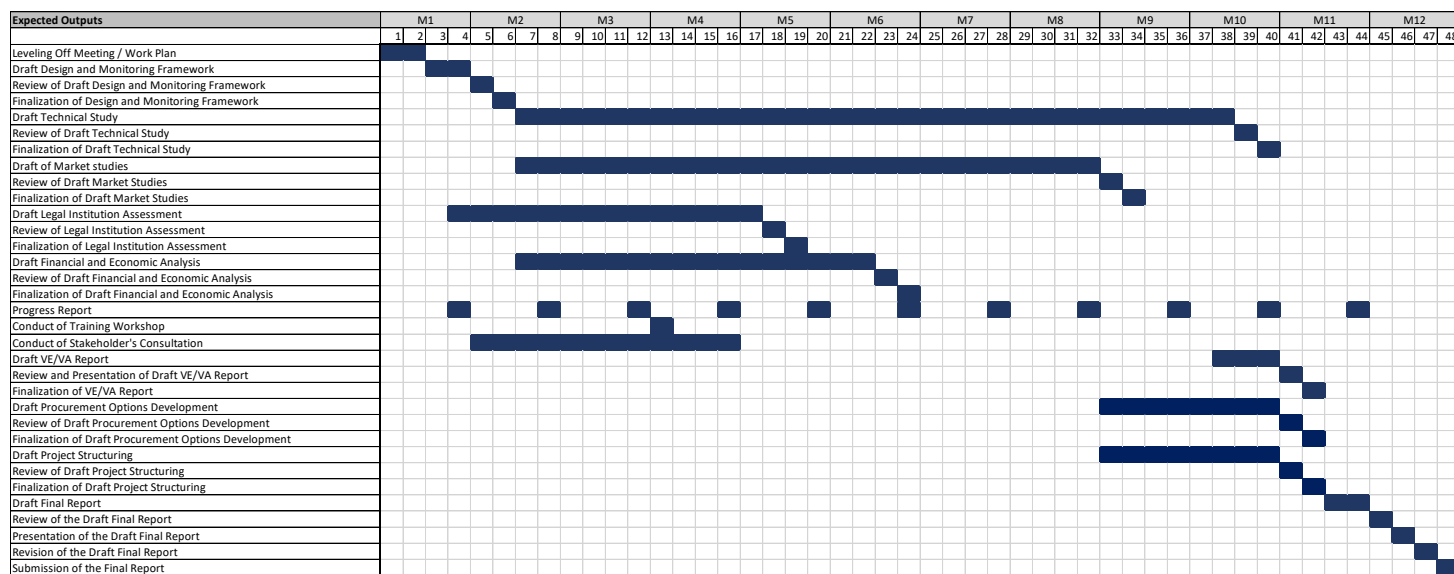 Expected Outputs M1 M2 M3 M4 M5 M6 M7 M8 M9 M10 M11 M12
1 2 3 4 5 6 7 8 9 10 11 12 13 14 15 16 17 18 19 20 21 22 23 24 25 26 27 28 29 30 31 32 33 34 35 36 37 38 39 40 41 42 43 44 45 46 47 48
Leveling Off Meeting / Work Plan
Draft Design and Monitoring Framework
Review of Draft Design and Monitoring Framework
Finalization of Design and Monitoring Framework
Draft Technical Study
Review of Draft Technical Study
Finalization of Draft Technical Study
Draft of Market studies
Review of Draft Market Studies
Finalization of Draft Market Studies
Draft Legal Institution Assessment
Review of Legal Institution Assessment
Finalization of Legal Institution Assessment
Draft Financial and Economic Analysis
Review of Draft Financial and Economic Analysis
Finalization of Draft Financial and Economic Analysis
Progress Report
Conduct of Training Workshop
Conduct of Stakeholder's Consultation
Draft VE/VA Report
Review and Presentation of Draft VE/VA Report
Finalization of VE/VA Report
Draft Procurement Options Development
Review of Draft Procurement Options Development
Finalization of Draft Procurement Options Development
Draft Project Structuring
Review of Draft Project Structuring
Finalization of Draft Project Structuring
Draft Final Report
Review of the Draft Final Report
Presentation of the Draft Final Report
Revision of the Draft Final Report
Submission of the Final Report